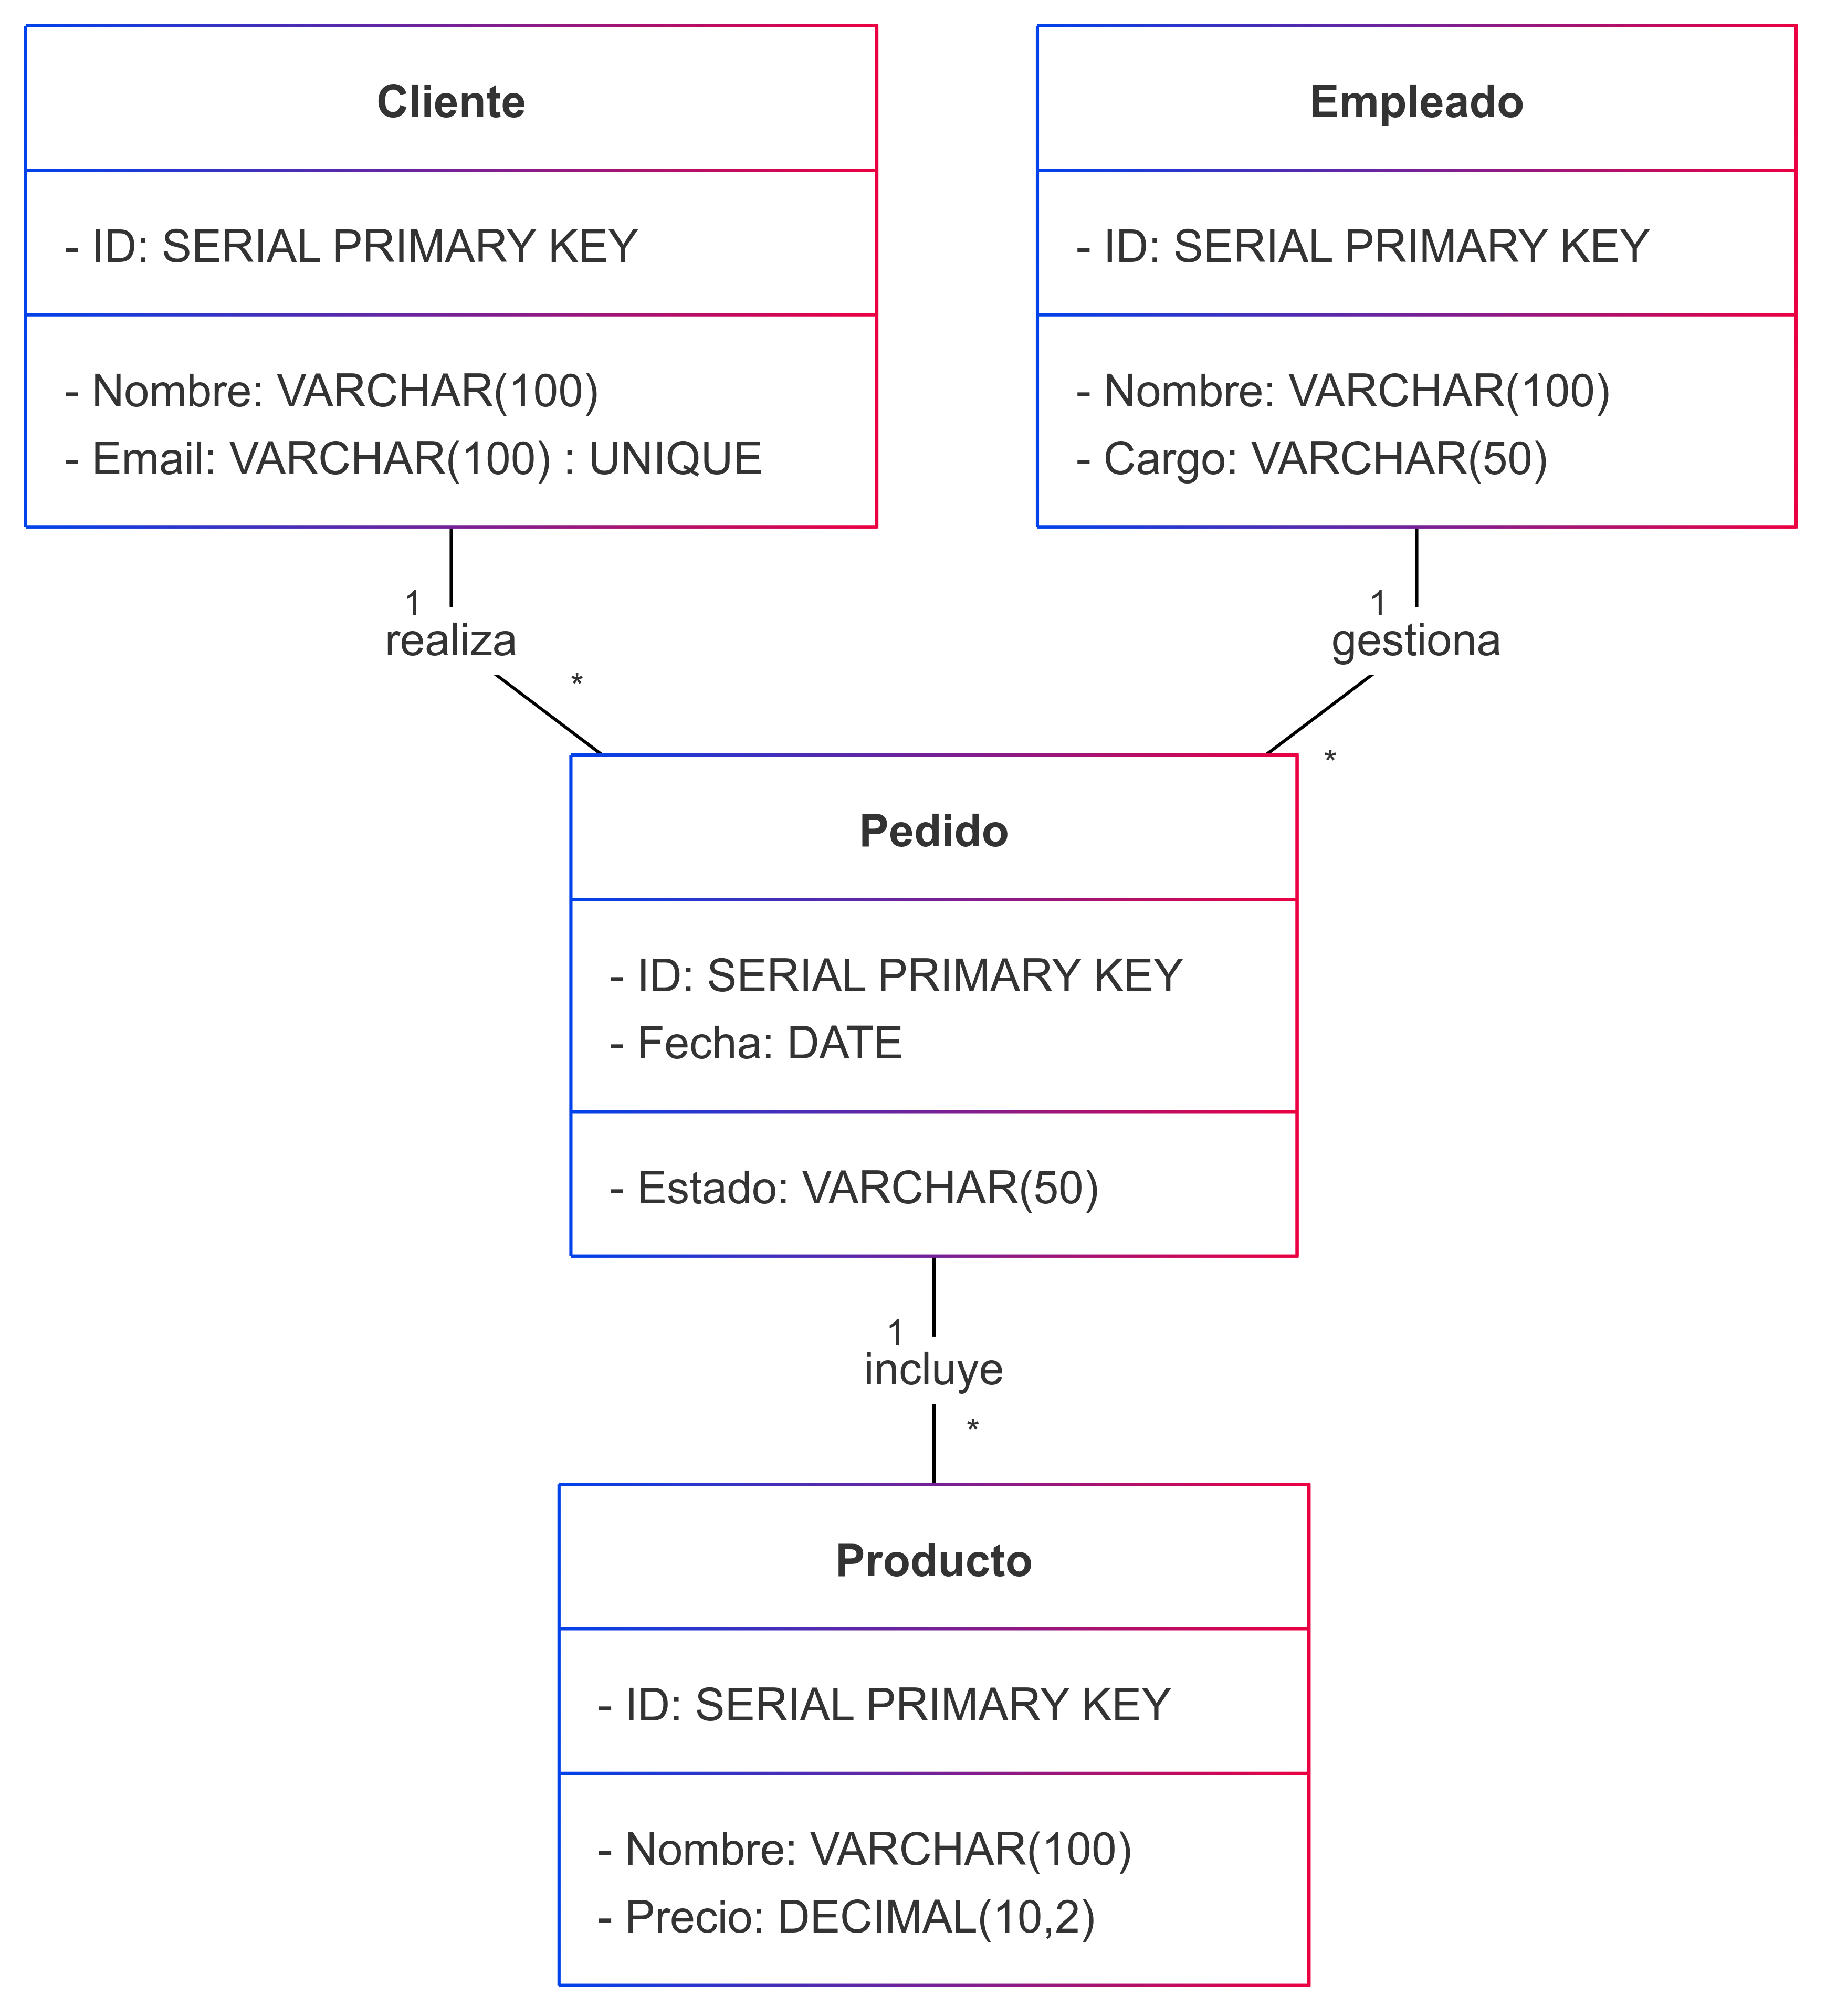 Cliente
- ID: SERIAL PRIMARY KEY
- Nombre: VARCHAR(100)
- Email: VARCHAR(100) : UNIQUE
Empleado
- ID: SERIAL PRIMARY KEY
- Nombre: VARCHAR(100)
- Cargo: VARCHAR(50)
1
realiza
*
1
gestiona
*
Pedido
- ID: SERIAL PRIMARY KEY
- Fecha: DATE
- Estado: VARCHAR(50)
1
incluye
*
Producto
- ID: SERIAL PRIMARY KEY
- Nombre: VARCHAR(100)
- Precio: DECIMAL(10,2)